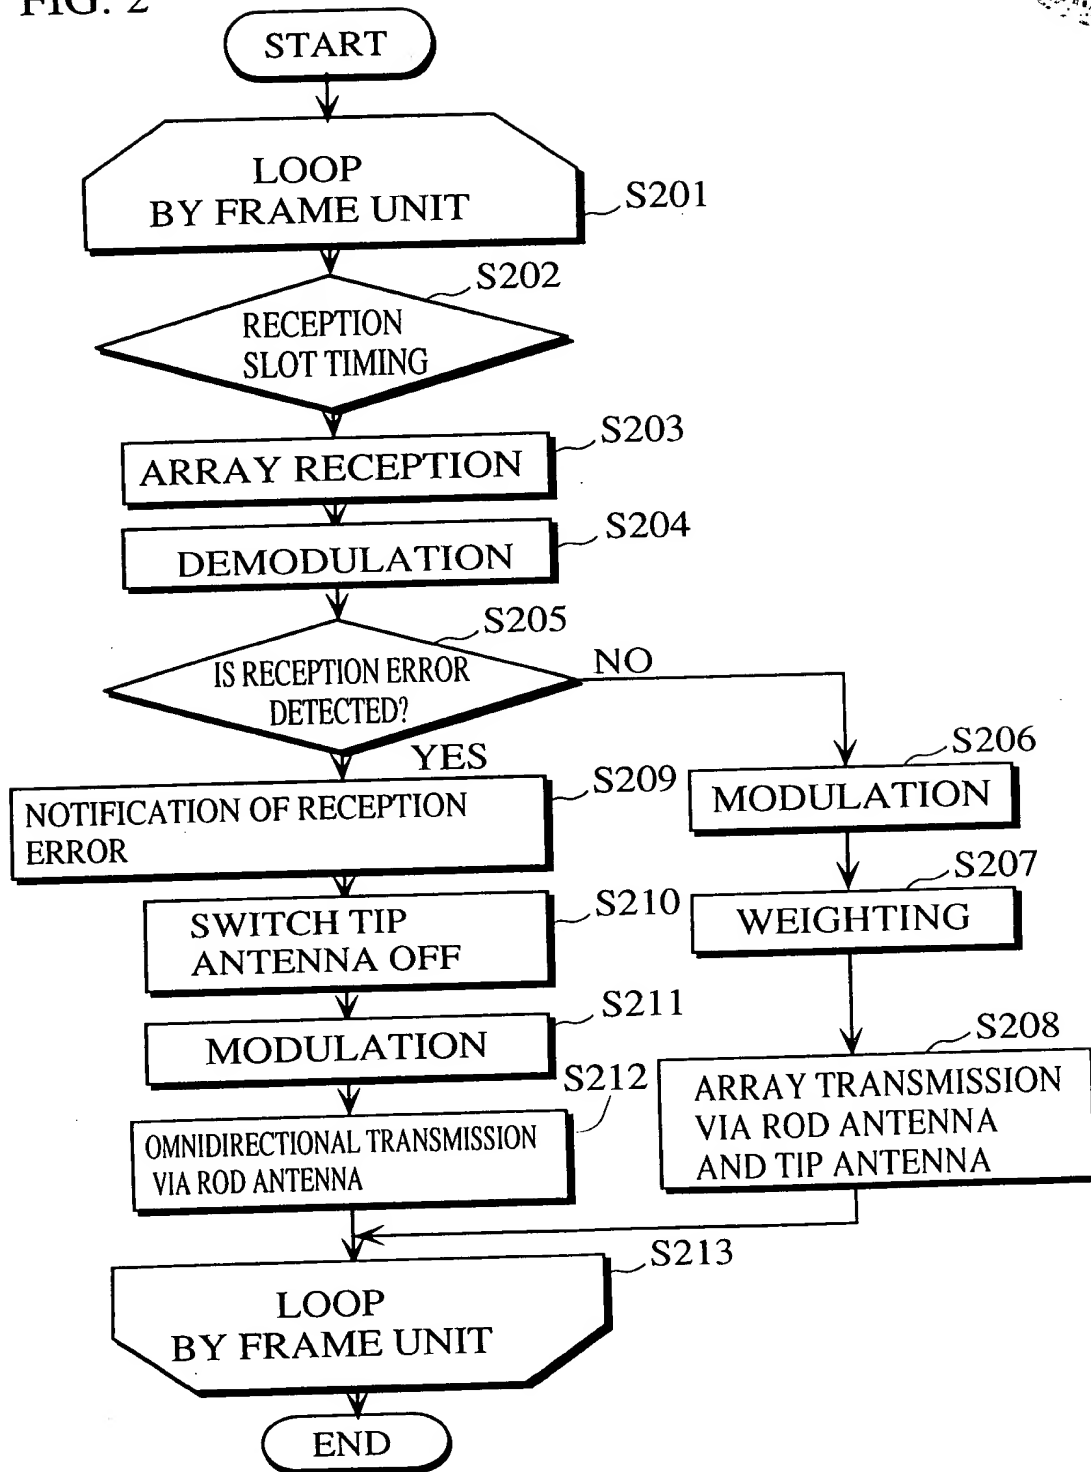 FIG. 2
START
LOOP
BY FRAME UNIT
S201
S202
RECEPTION
SLOT TIMING
S203
ARRAY RECEPTION
S204
DEMODULATION
S205
IS RECEPTION ERROR
DETECTED?
NO
YES
S206
MODULATION
S209
NOTIFICATION OF RECEPTION
ERROR
S207
WEIGHTING
S210
SWITCH TIP
ANTENNA OFF
S211
MODULATION
S208
ARRAY TRANSMISSION
VIA ROD ANTENNA
AND TIP ANTENNA
S212
OMNIDIRECTIONAL TRANSMISSION
VIA ROD ANTENNA
S213
LOOP
BY FRAME UNIT
END